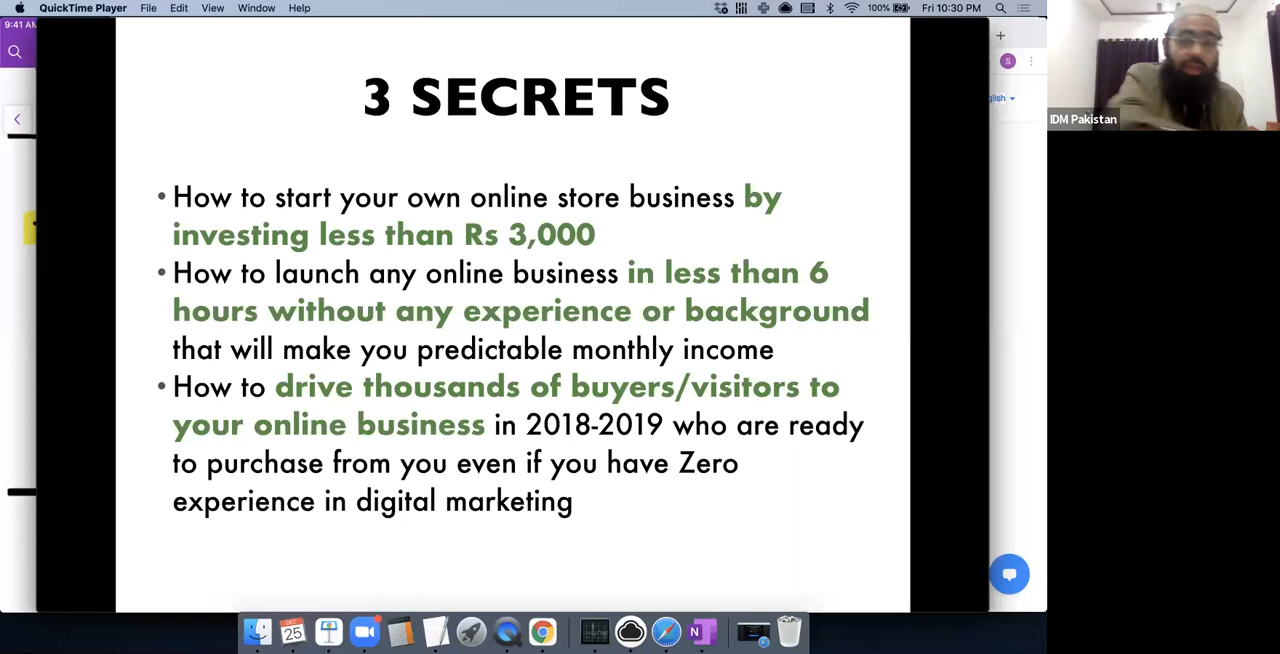 QuickTime Player File Edit View Window Help 100% Fri 10:30 PM
9:41 AM
S
glish
IDM Pakistan
3 SECRETS
• How to start your own online store business by
investing less than Rs 3,000
• How to launch any online business in less than 6
hours without any experience or background
that will make you predictable monthly income
• How to drive thousands of buyers/visitors to
your online business in 2018-2019 who are ready
to purchase from you even if you have Zero
experience in digital marketing
DEC
25
N